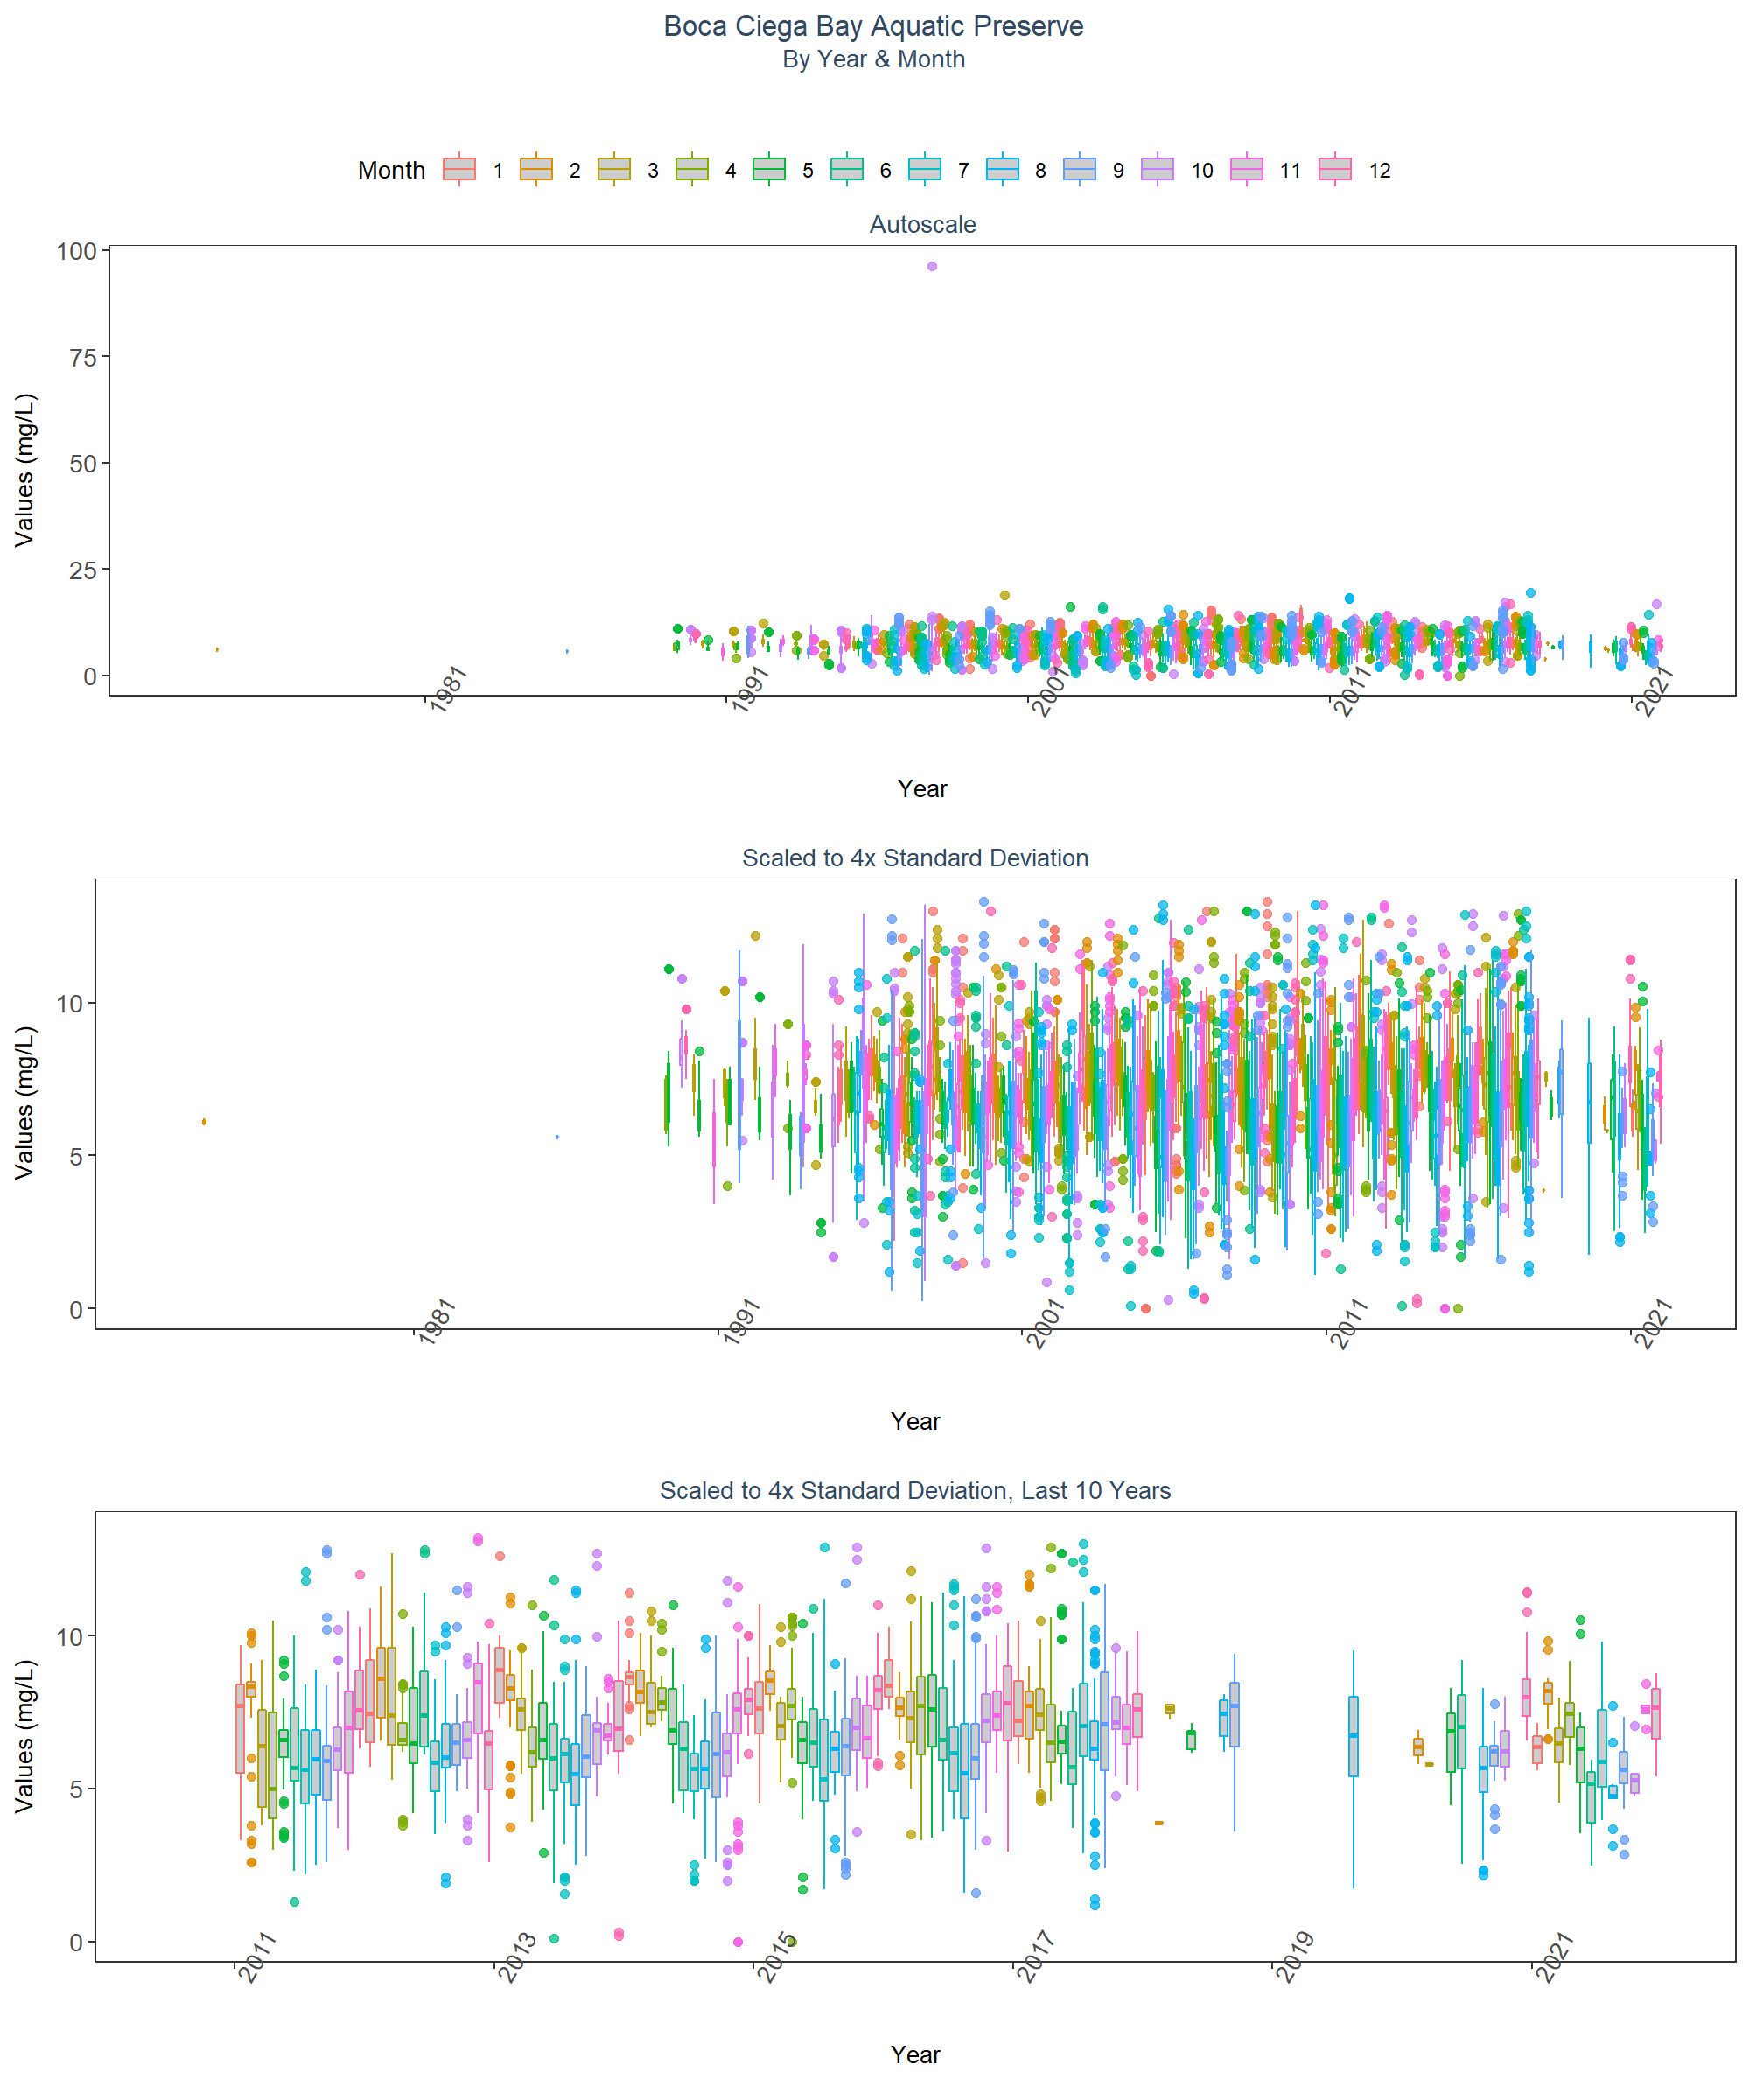 Boca Ciega Bay Aquatic Preserve
By Year & Month
Month 1 2 3 4 5 6 7 8 9 10 11 12
Autoscale
100
75
50
25
0
Values (mg/L)
1981 1991 2001 2011 2021
Year
Scaled to 4x Standard Deviation
10
5
0
Values (mg/L)
1981 1991 2001 2011 2021
Year
Scaled to 4x Standard Deviation, Last 10 Years
10
5
0
Values (mg/L)
2011 2013 2015 2017 2019 2021
Year